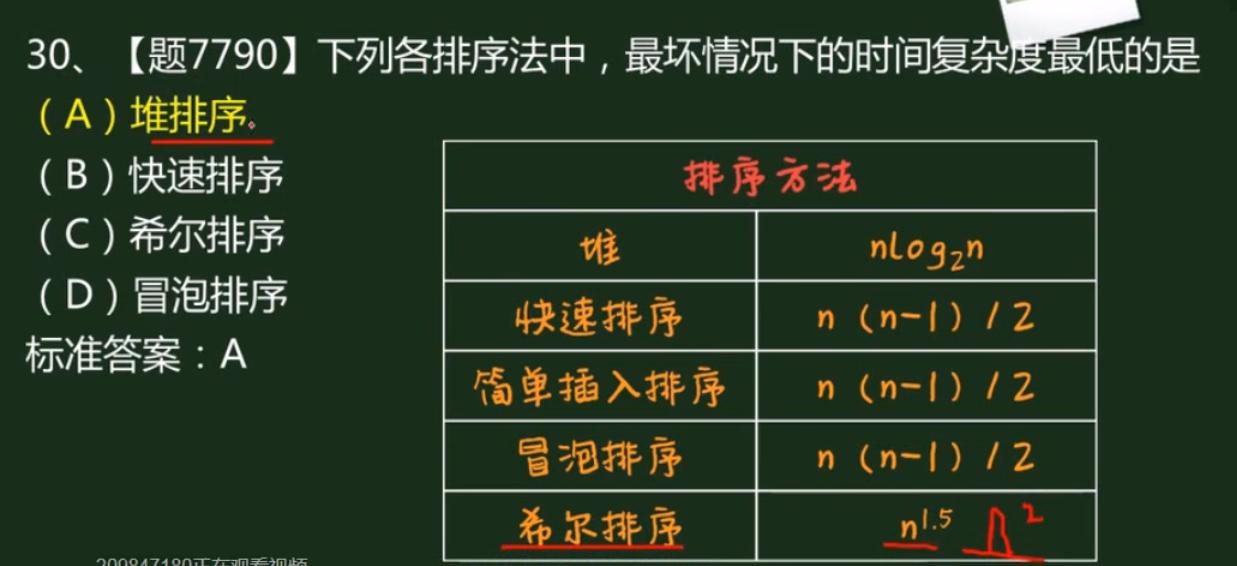 30、【题7790】下列各排序法中，最坏情况下的时间复杂度最低的是
（A）堆排序。
（B）快速排序
（C）希尔排序
（D）冒泡排序
标准答案：A
排序方法
堆 nlog₂n
快速排序 n（n-1）/2
简单插入排序 n（n-1）/2
冒泡排序 n（n-1）/2
希尔排序 n^1.5 n^2
209847180正在观看视频